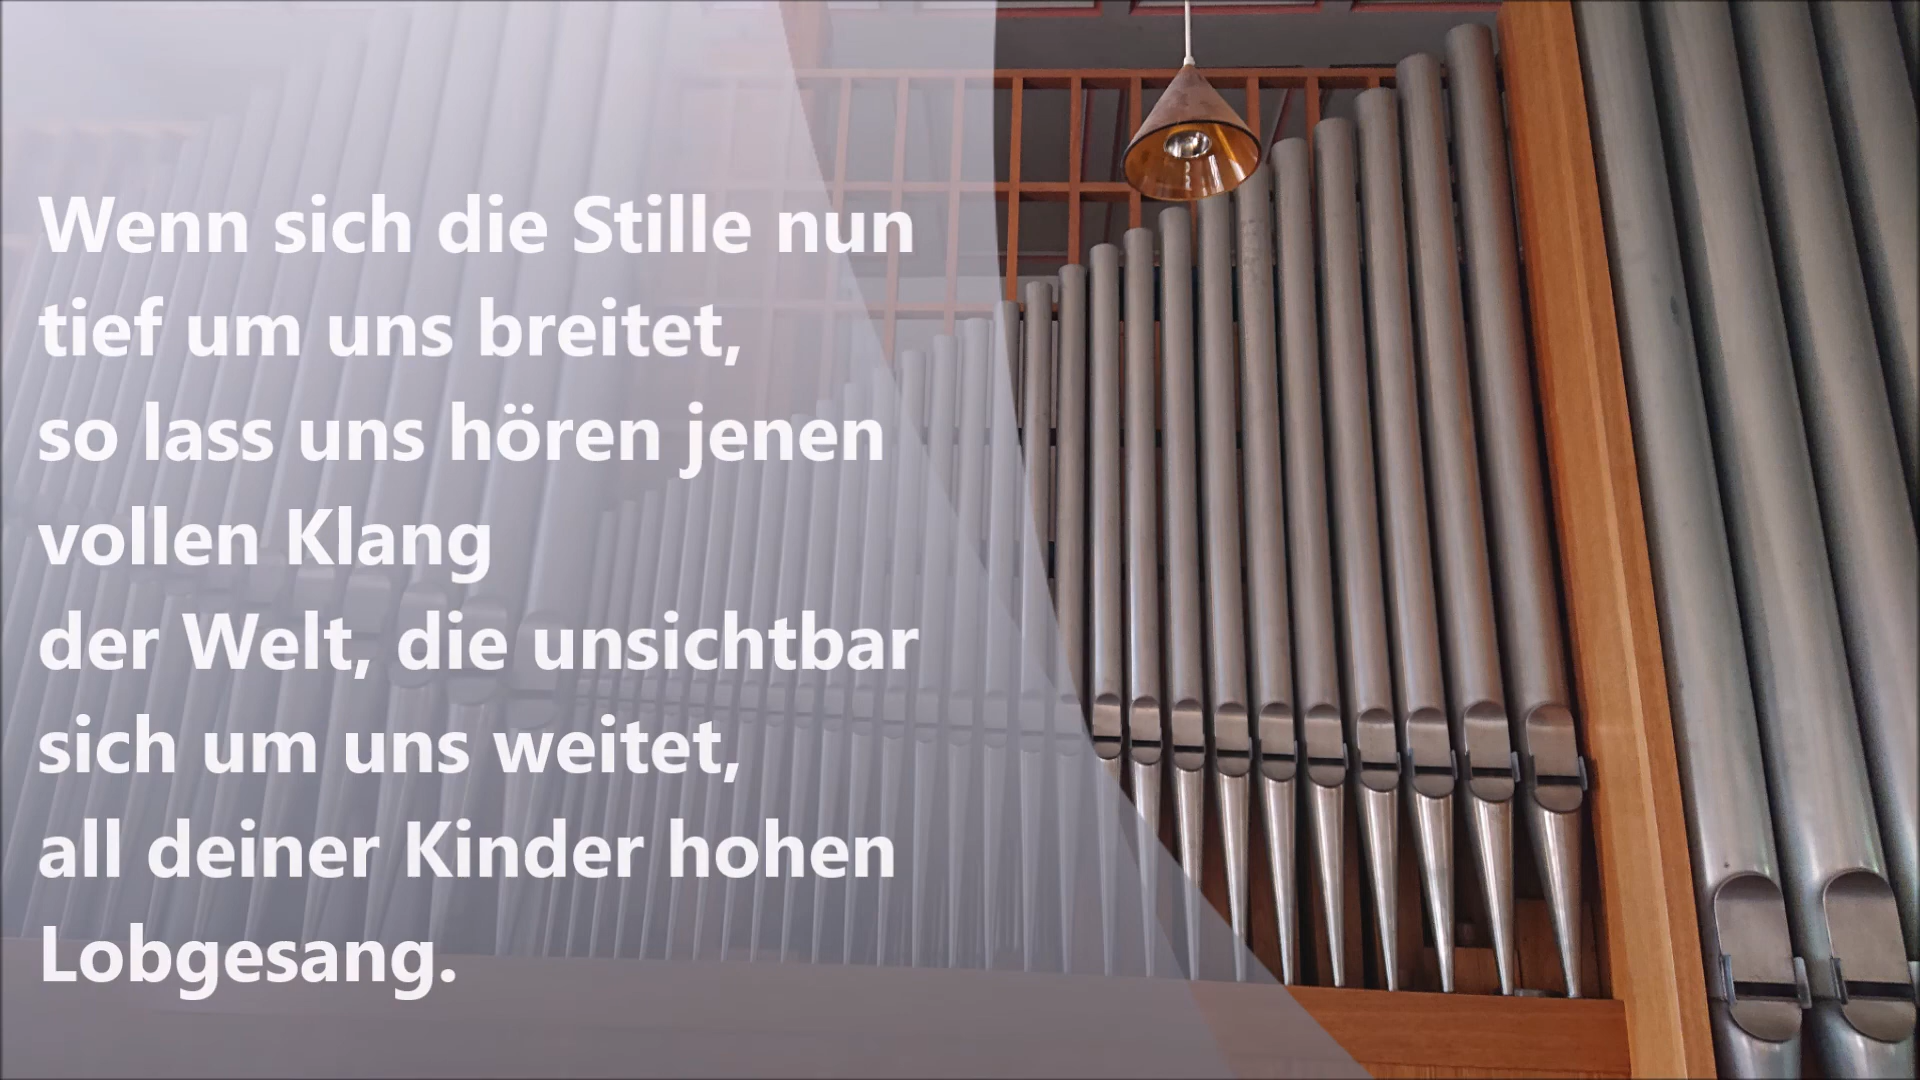 Wenn sich die Stille nun
tief um uns breitet,
so lass uns hören jenen
vollen Klang
der Welt, die unsichtbar
sich um uns weitet,
all deiner Kinder hohen
Lobgesang.